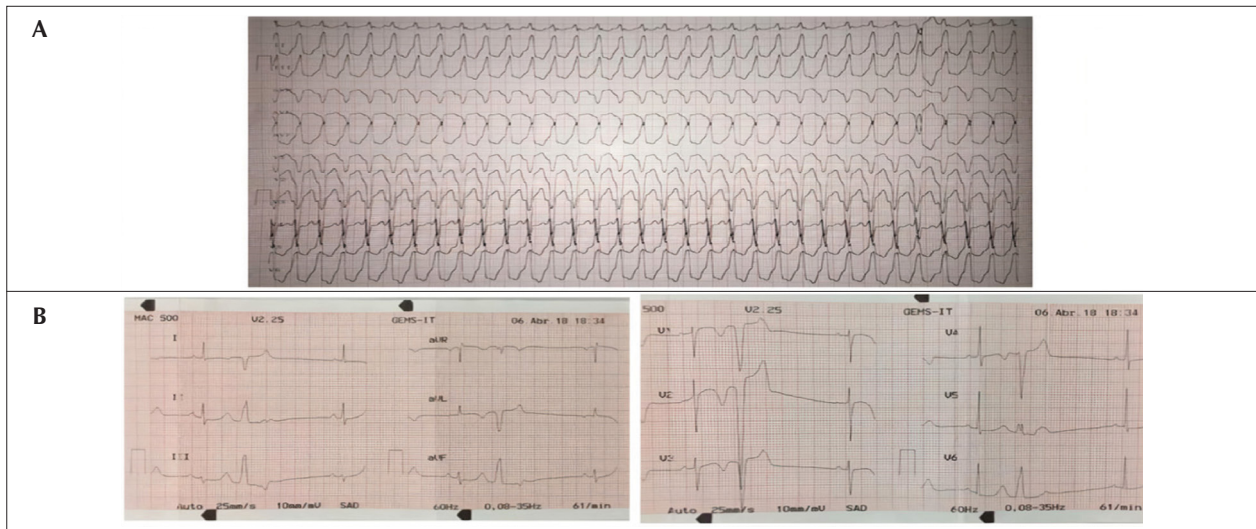 A
B
MAC 500 V2.25 GEMS-IT 06 Abr.18 18:34
I aVR
II aVL
III aVF
Auto 25mm/s 10mm/mV SAD 60Hz 0,08-35Hz 61/min
500 V2.25 GEMS-IT 06 Abr.18 18:34
V1 V4
V2 V5
V3 V6
Auto 25mm/s 10mm/mV SAD 60Hz 0,08-35Hz 61/min